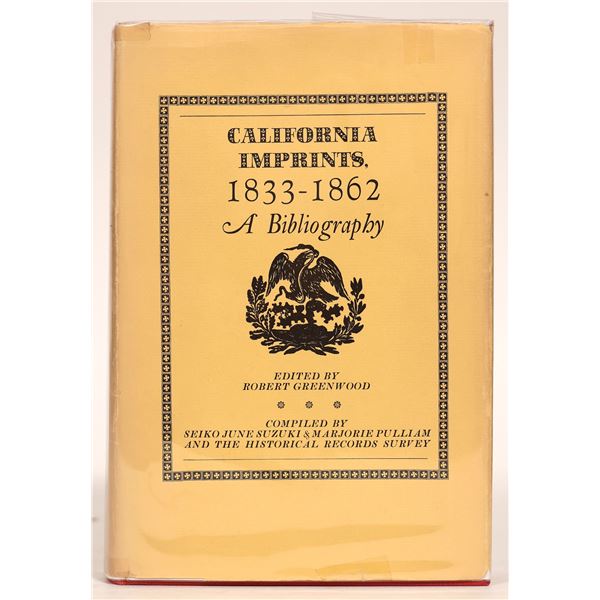 CALIFORNIA
IMPRINTS,
1833-1862
A Bibliography
EDITED BY
ROBERT GREENWOOD
COMPILED BY
SEIKO JUNE SUZUKI & MARJORIE PULLIAM
AND THE HISTORICAL RECORDS SURVEY